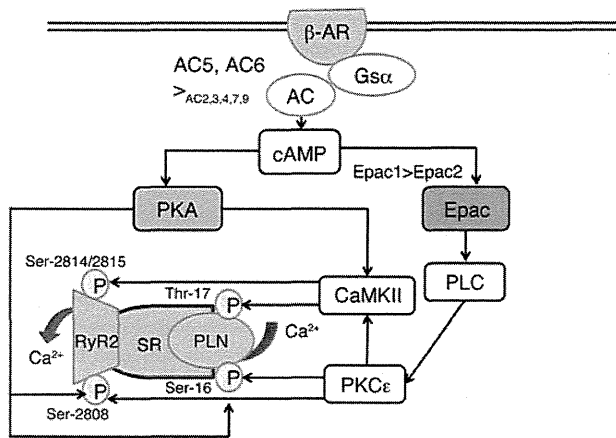 β-AR
AC5, AC6
>AC2,3,4,7,9
Gsα
AC
cAMP
Epac1>Epac2
PKA
Epac
Ser-2814/2815
P
Thr-17
P
CaMKII
PLC
RyR2
SR
PLN
Ca²⁺
Ca²⁺
P
Ser-16
P
PKCε
Ser-2808